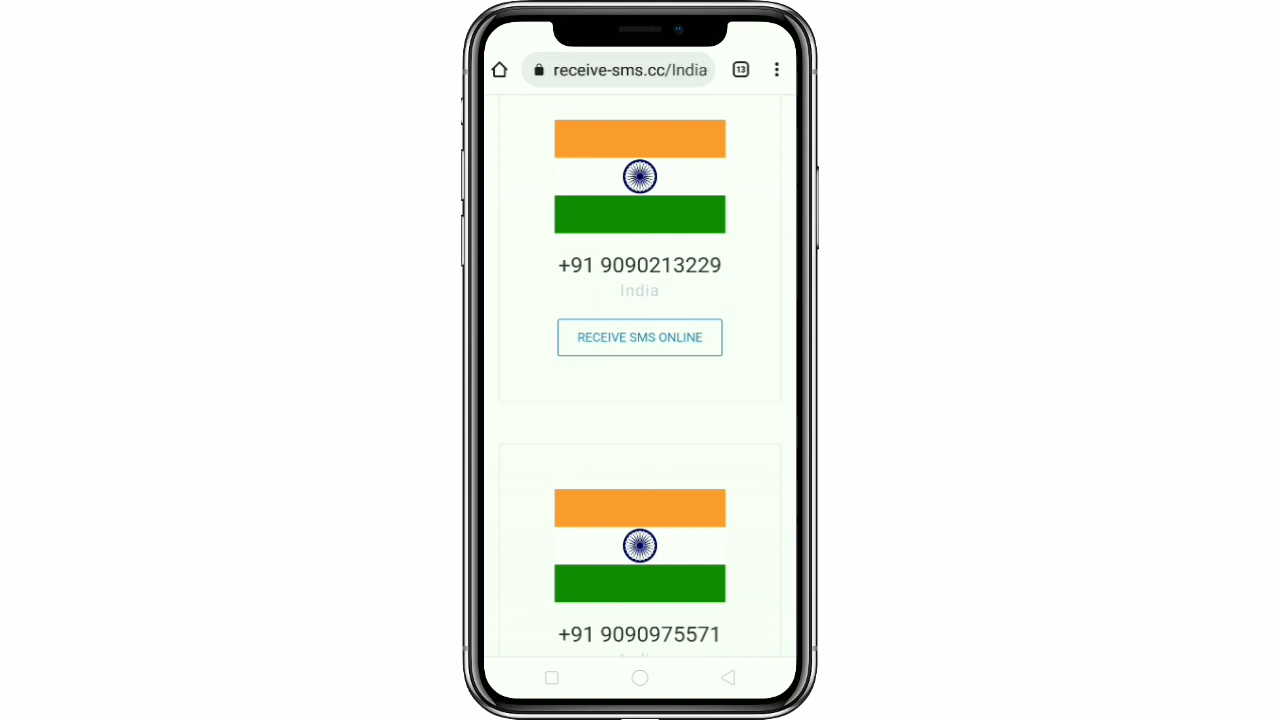 receive-sms.cc/India
13
+91 9090213229
India
RECEIVE SMS ONLINE
+91 9090975571